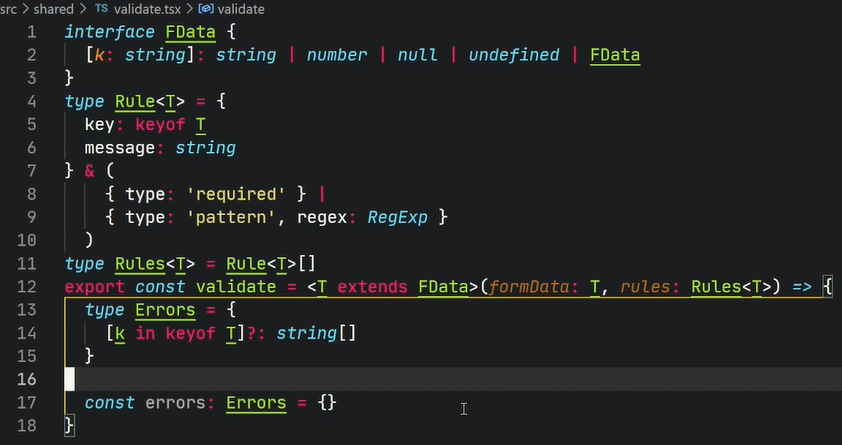 src > shared > TS validate.tsx > validate
1 interface FData {
2 [k: string]: string | number | null | undefined | FData
3 }
4 type Rule<T> = {
5 key: keyof T
6 message: string
7 } & (
8 { type: 'required' } |
9 { type: 'pattern', regex: RegExp }
10 )
11 type Rules<T> = Rule<T>[]
12 export const validate = <T extends FData>(formData: T, rules: Rules<T>) => {
13 type Errors = {
14 [k in keyof T]?: string[]
15 }
16
17 const errors: Errors = {}
18 }